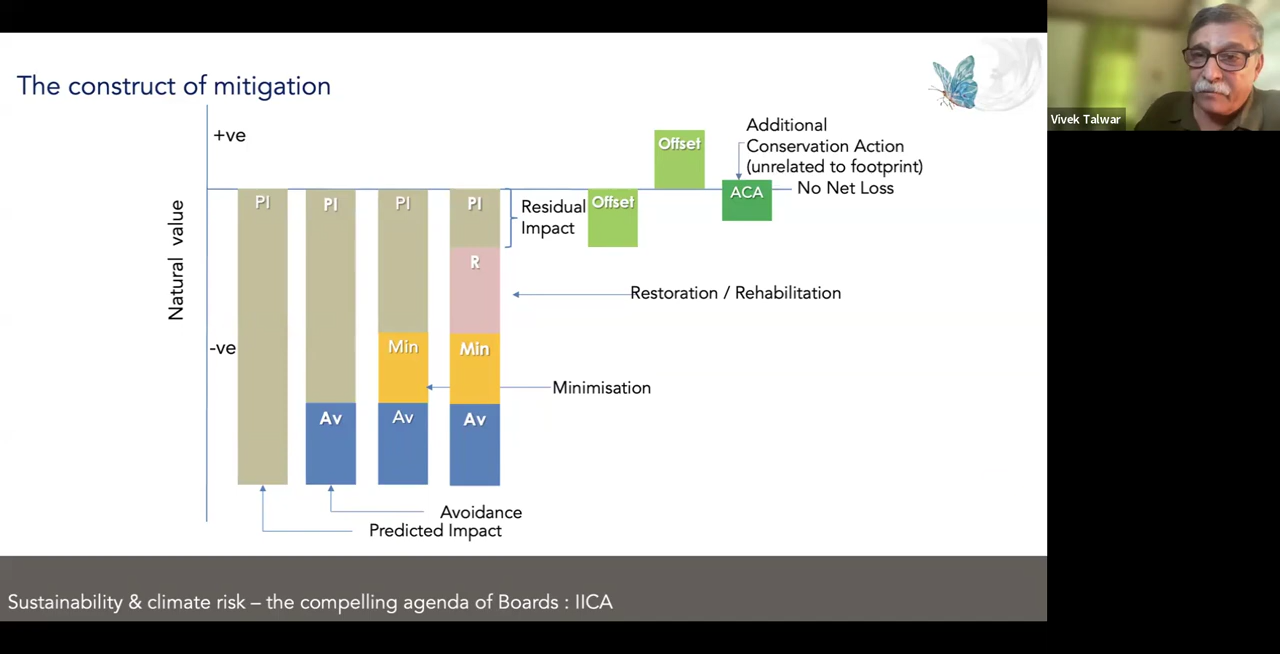 The construct of mitigation
Vivek Talwar
+ve
Natural value
-ve
PI
PI
Av
PI
Min
Av
PI
R
Min
Av
Residual
Impact
Offset
Offset
Additional
Conservation Action
(unrelated to footprint)
ACA
No Net Loss
Restoration / Rehabilitation
Minimisation
Avoidance
Predicted Impact
Sustainability & climate risk – the compelling agenda of Boards : IICA